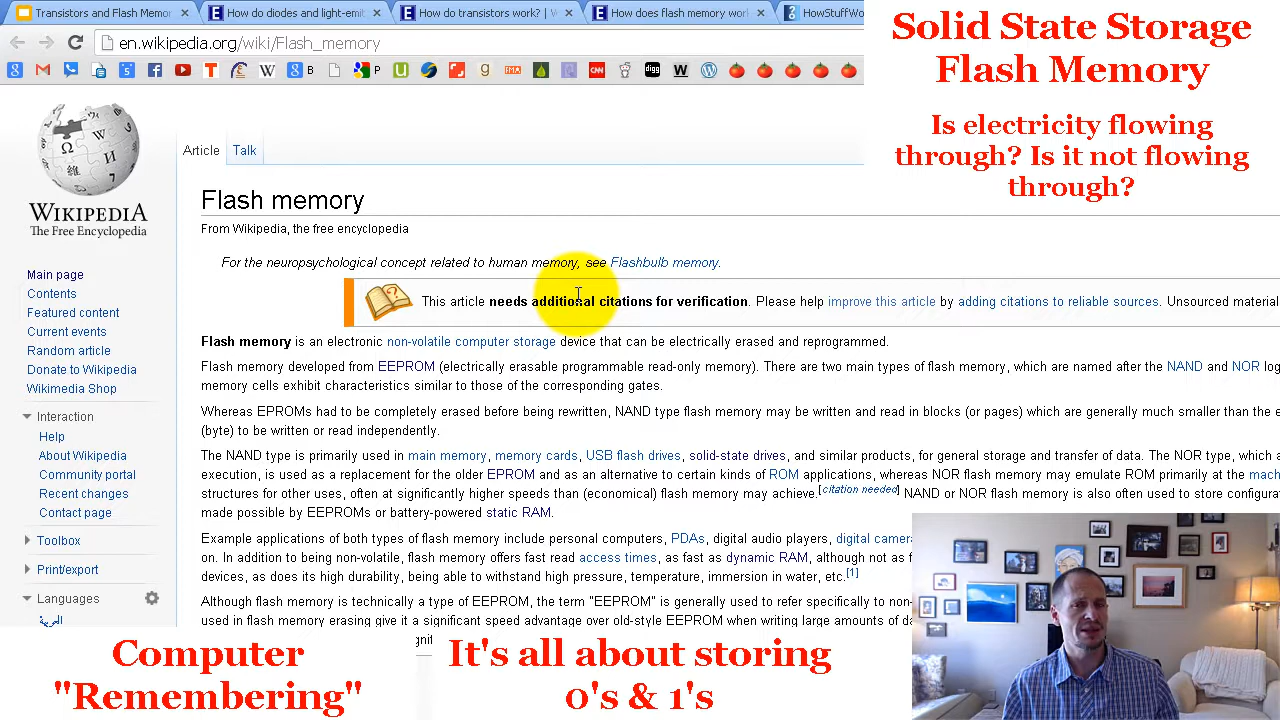 Transistors and Flash Memor
How do diodes and light-emit
How do transistors work? | W
How does flash memory wor
HowStuffWo
en.wikipedia.org/wiki/Flash_memory
B
P
IMA
CNN
digg
Solid State Storage
Flash Memory
Is electricity flowing
through? Is it not flowing
through?
WIKIPEDIA
The Free Encyclopedia
Main page
Contents
Featured content
Current events
Random article
Donate to Wikipedia
Wikimedia Shop
Interaction
Help
About Wikipedia
Community portal
Recent changes
Contact page
Toolbox
Print/export
Languages
Article Talk
Flash memory
From Wikipedia, the free encyclopedia
For the neuropsychological concept related to human memory, see Flashbulb memory.
This article needs additional citations for verification. Please help improve this article by adding citations to reliable sources. Unsourced material
Flash memory is an electronic non-volatile computer storage device that can be electrically erased and reprogrammed.
Flash memory developed from EEPROM (electrically erasable programmable read-only memory). There are two main types of flash memory, which are named after the NAND and NOR log
memory cells exhibit characteristics similar to those of the corresponding gates.
Whereas EPROMs had to be completely erased before being rewritten, NAND type flash memory may be written and read in blocks (or pages) which are generally much smaller than the e
(byte) to be written or read independently.
The NAND type is primarily used in main memory, memory cards, USB flash drives, solid-state drives, and similar products, for general storage and transfer of data. The NOR type, which a
execution, is used as a replacement for the older EPROM and as an alternative to certain kinds of ROM applications, whereas NOR flash memory may emulate ROM primarily at the mach
structures for other uses, often at significantly higher speeds than (economical) flash memory may achieve.[citation needed] NAND or NOR flash memory is also often used to store configura
made possible by EEPROMs or battery-powered static RAM.
Example applications of both types of flash memory include personal computers, PDAs, digital audio players, digital camera
on. In addition to being non-volatile, flash memory offers fast read access times, as fast as dynamic RAM, although not as
devices, as does its high durability, being able to withstand high pressure, temperature, immersion in water, etc.[1]
Although flash memory is technically a type of EEPROM, the term "EEPROM" is generally used to refer specifically to non-
used in flash memory erasing give it a significant speed advantage over old-style EEPROM when writing large amounts of da
gnit
Computer
"Remembering"
It's all about storing
0's & 1's